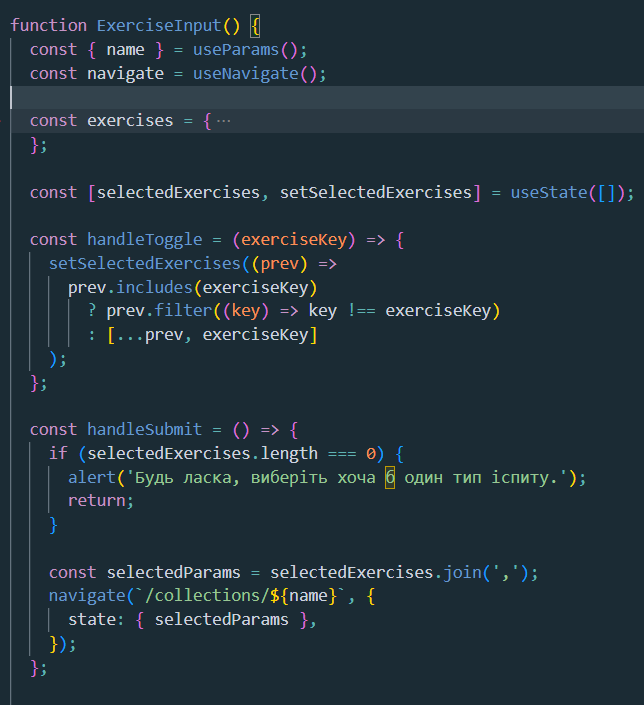 function ExerciseInput() {
  const { name } = useParams();
  const navigate = useNavigate();

  const exercises = {⋯
  };

  const [selectedExercises, setSelectedExercises] = useState([]);

  const handleToggle = (exerciseKey) => {
    setSelectedExercises((prev) =>
      prev.includes(exerciseKey)
        ? prev.filter((key) => key !== exerciseKey)
        : [...prev, exerciseKey]
    );
  };

  const handleSubmit = () => {
    if (selectedExercises.length === 0) {
      alert('Будь ласка, виберіть хоча б один тип іспиту.');
      return;
    }

    const selectedParams = selectedExercises.join(',');
    navigate(`/collections/${name}`, {
      state: { selectedParams },
    });
  };